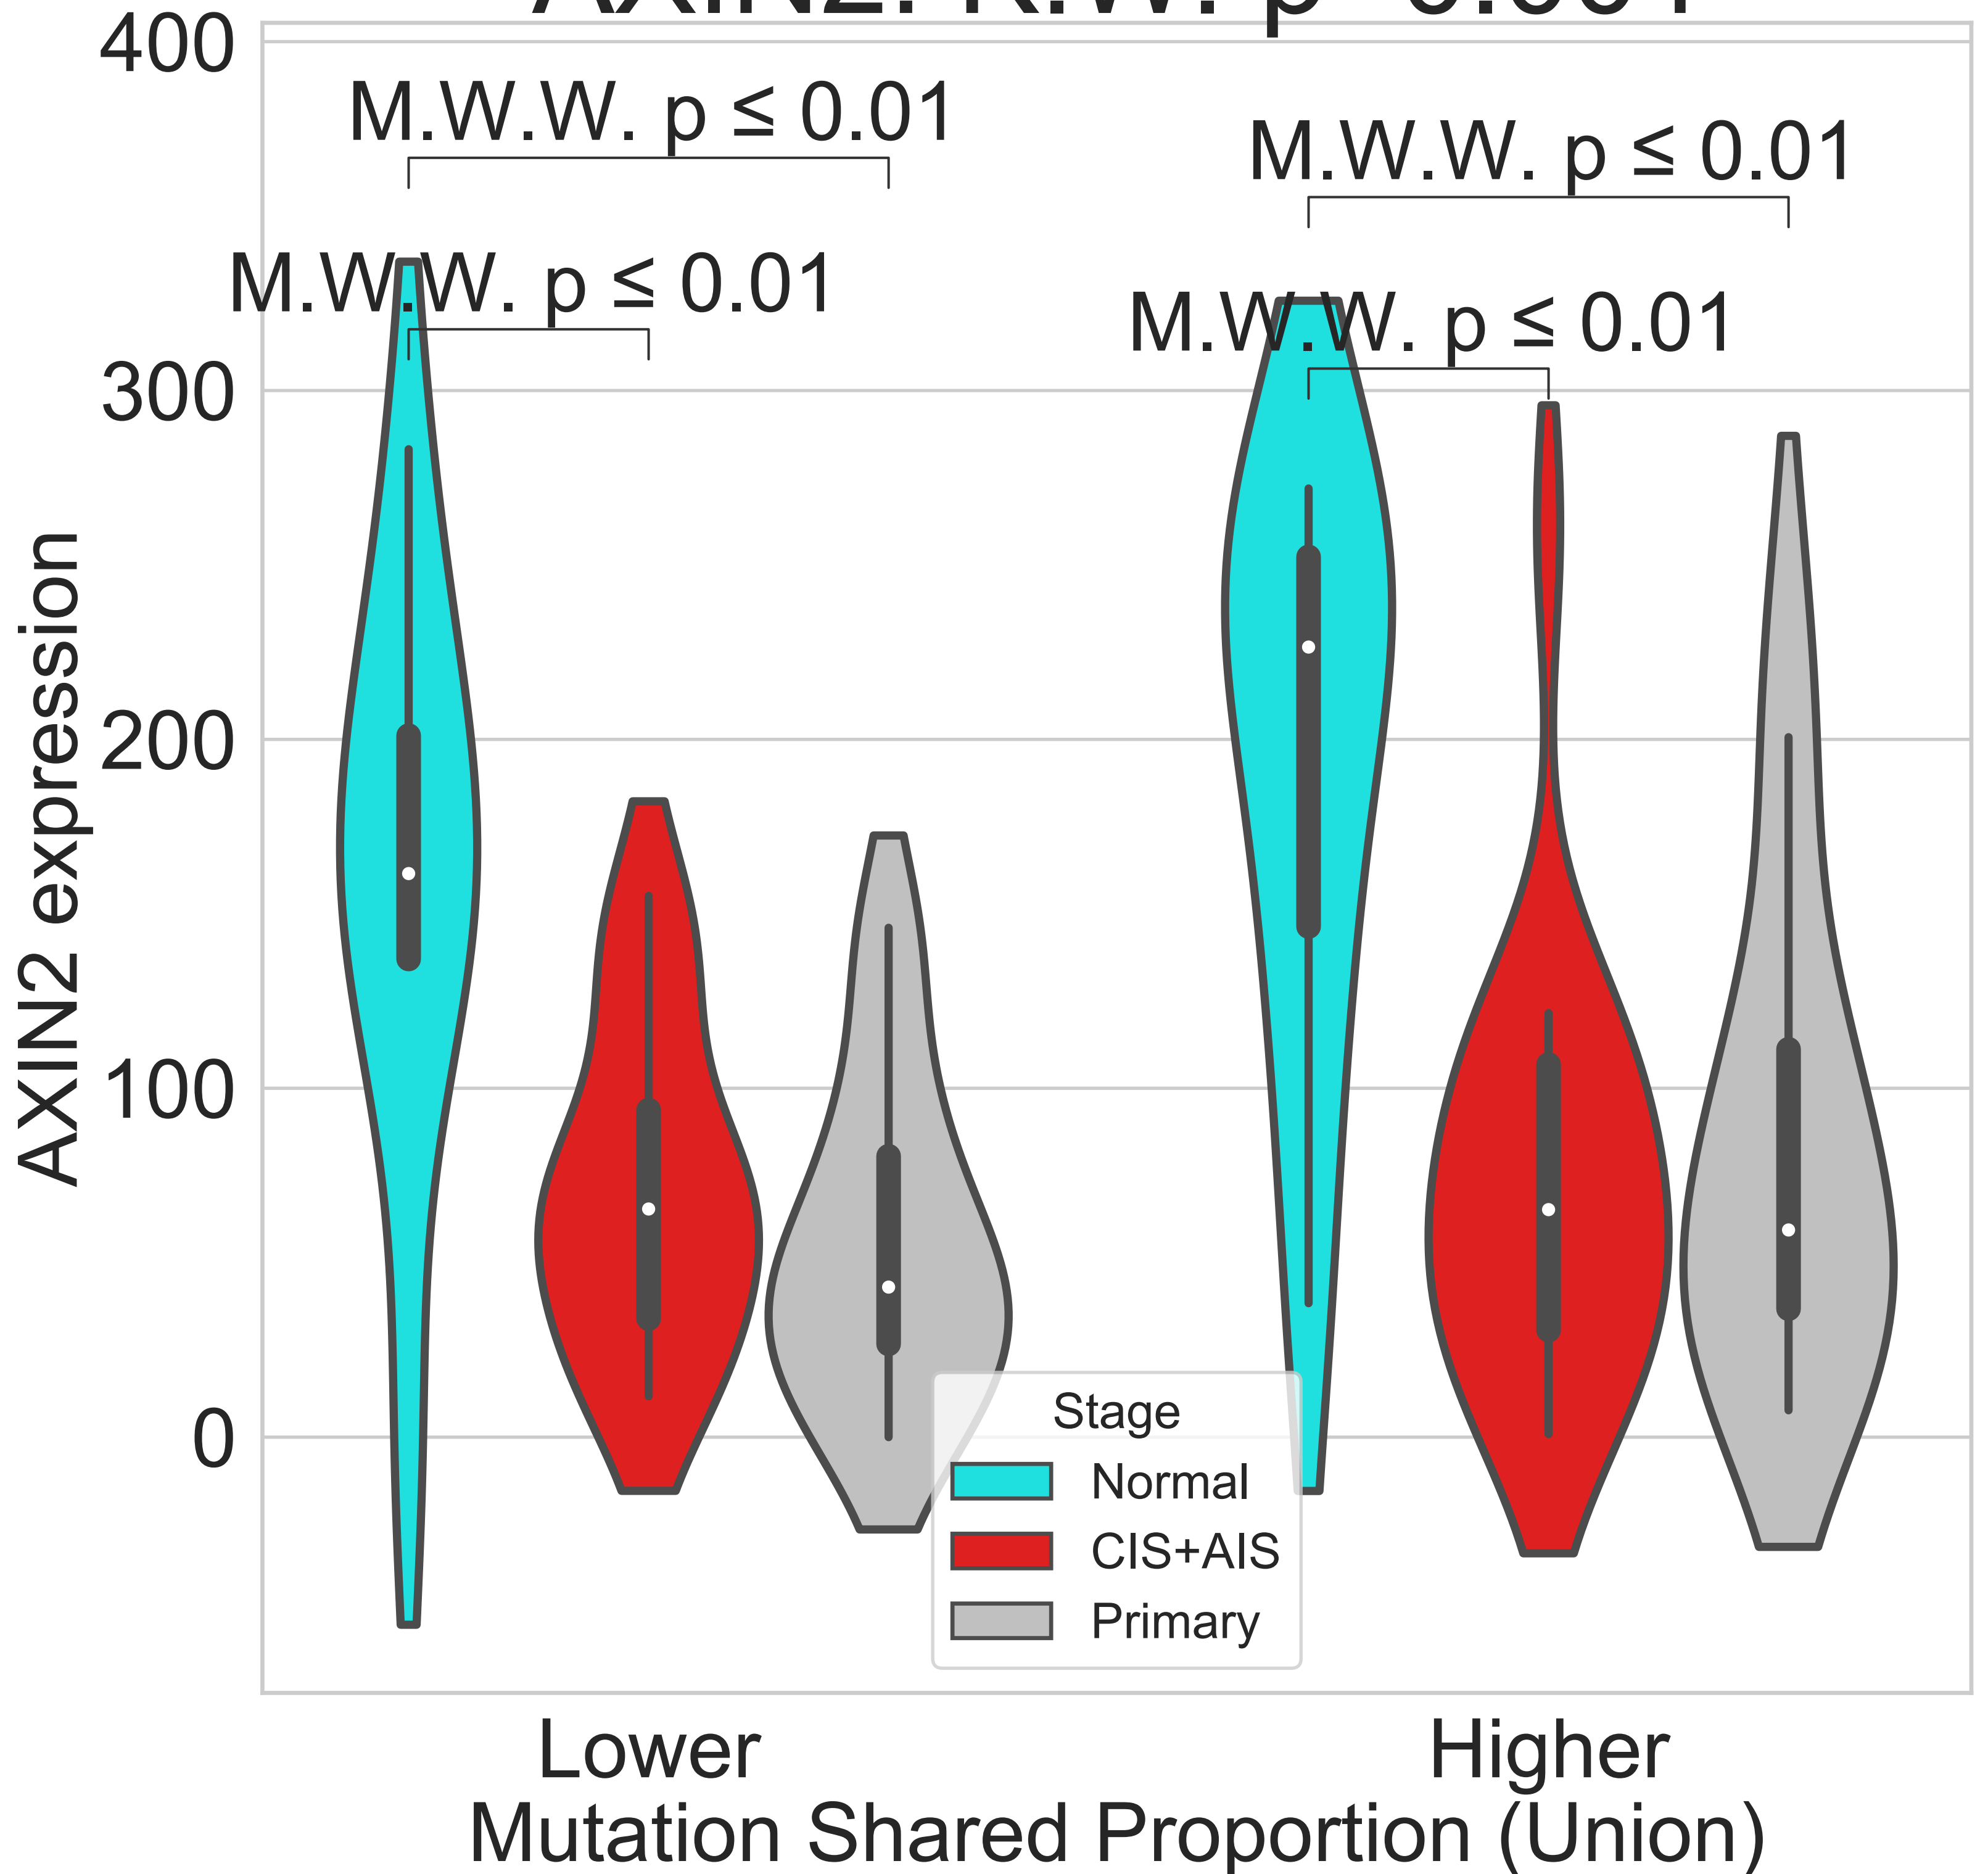 400
M.W.W. p ≤ 0.01
M.W.W. p ≤ 0.01
M.W.W. p ≤ 0.01
M.W.W. p ≤ 0.01
300
200
100
0
AXIN2 expression
Stage
Normal
CIS+AIS
Primary
Lower
Higher
Mutation Shared Proportion (Union)